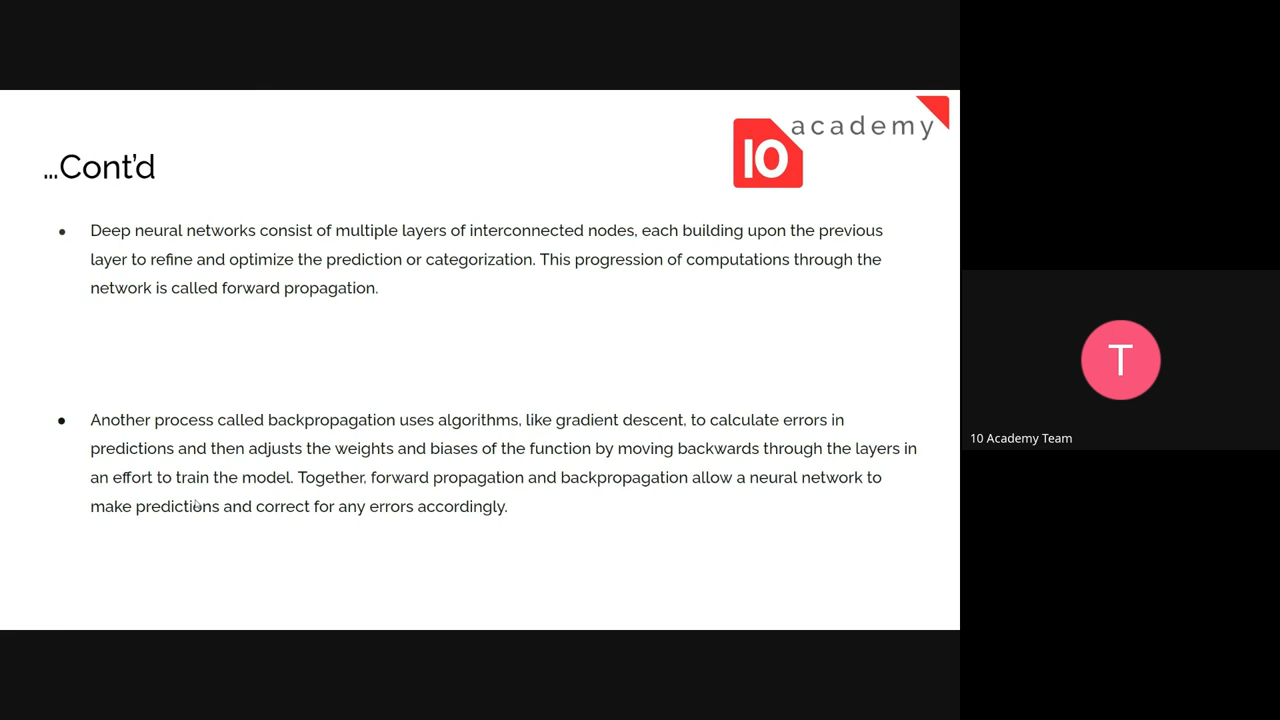 10 academy
...Cont'd
● Deep neural networks consist of multiple layers of interconnected nodes, each building upon the previous
layer to refine and optimize the prediction or categorization. This progression of computations through the
network is called forward propagation.
● Another process called backpropagation uses algorithms, like gradient descent, to calculate errors in
predictions and then adjusts the weights and biases of the function by moving backwards through the layers in
an effort to train the model. Together, forward propagation and backpropagation allow a neural network to
make predictions and correct for any errors accordingly.
T
10 Academy Team